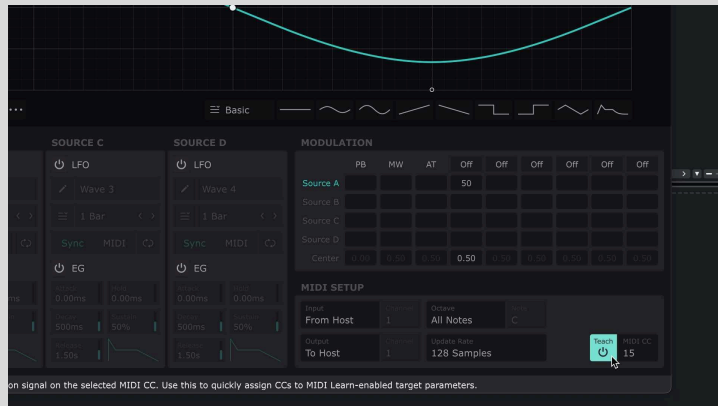 Basic
SOURCE C
SOURCE D
MODULATION
LFO
LFO
PB MW AT Off Off Off Off Off Off
Wave 3
Wave 4
Source A 50
Source B
1 Bar
1 Bar
Source C
Sync MIDI
Sync MIDI
Source D
Center 0.00 0.50 0.50 0.50 0.50 0.50 0.50 0.50 0.50
EG
EG
MIDI SETUP
ms 0.00ms 0.00ms
0.00ms 0.00ms
Input
From Host
Channel
1
Octave
All Notes
C
ms 500ms 50%
500ms 50%
Output
To Host
Channel
1
Update Rate
128 Samples
Teach
MIDI CC
15
1.50s
1.50s
on signal on the selected MIDI CC. Use this to quickly assign CCs to MIDI Learn-enabled target parameters.